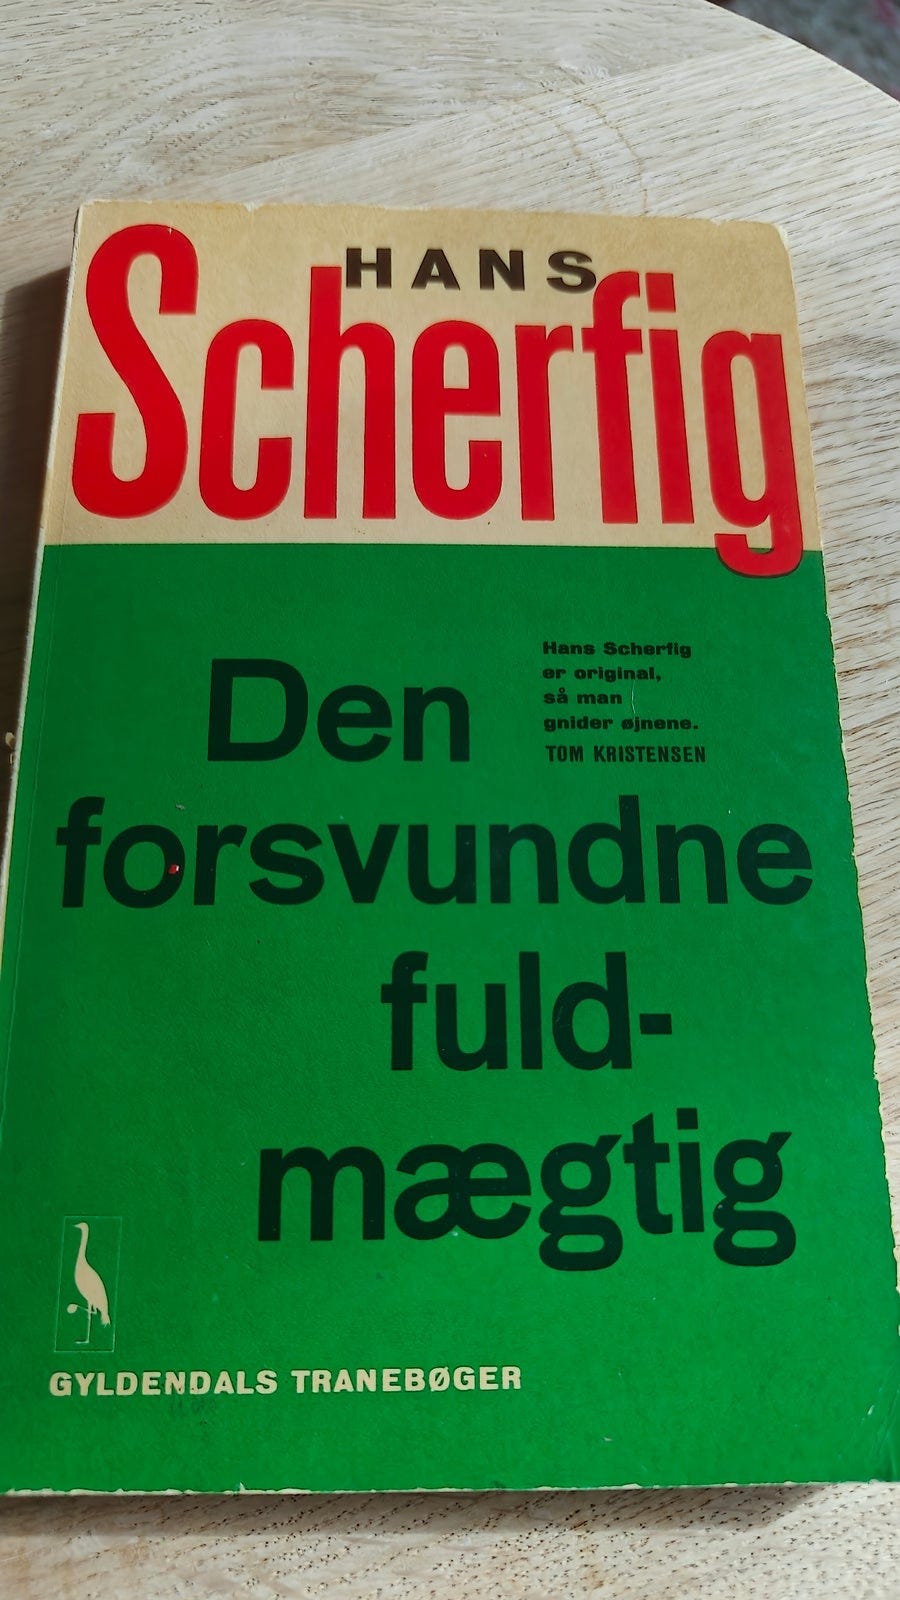 HANS
Scherfig
Hans Scherfig
er original,
så man
gnider øjnene.
TOM KRISTENSEN
Den
forsvundne
fuld-
mægtig
GYLDENDALS TRANEBØGER